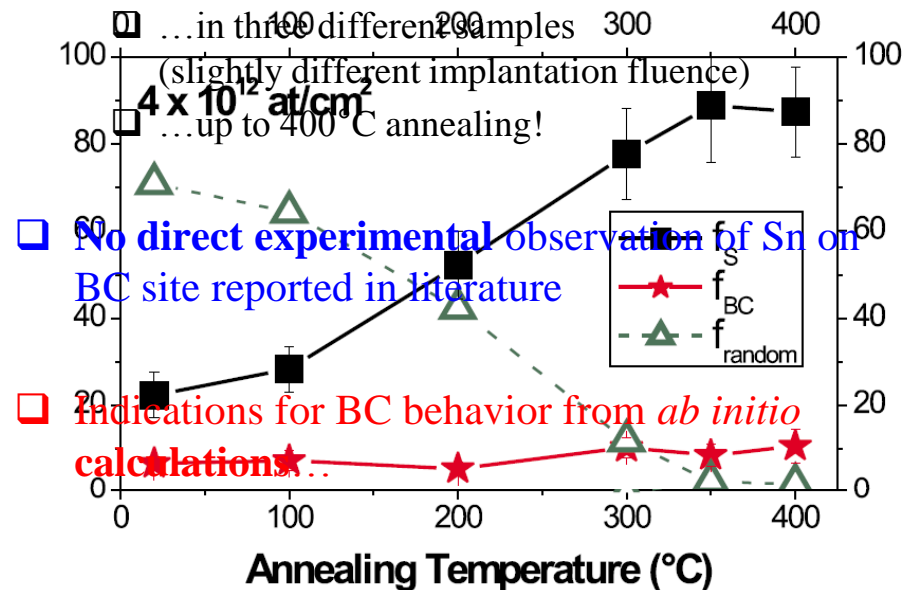 ❑ …in three different samples
0 100 200 300 400
(slightly different implantation fluence)
100 100
4 x 10¹² at/cm²
❑ …up to 400°C annealing!
80 80
60 60
❑ No direct experimental observation of Sn on
BC site reported in literature
f_S
f_BC
f_random
40 40
20 20
❑ Indications for BC behavior from ab initio
calculations…
0 0
0 100 200 300 400
Annealing Temperature (°C)